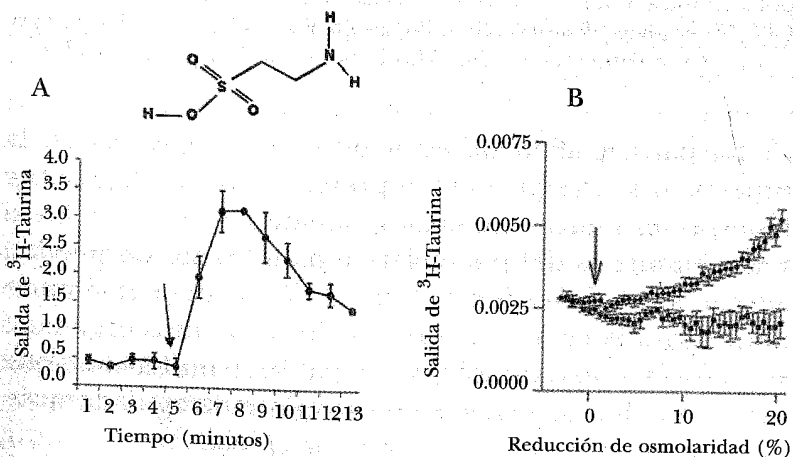 A
H
N
H
O
S
O
H
O
B
Salida de ³H-Taurina
4.0
3.5
3.0
2.5
2.0
1.5
1.0
0.5
0.0
1 2 3 4 5 6 7 8 9 10 11 12 13
Tiempo (minutos)
Salida de ³H-Taurina
0.0075
0.0050
0.0025
0.0000
0 10 20
Reducción de osmolaridad (%)